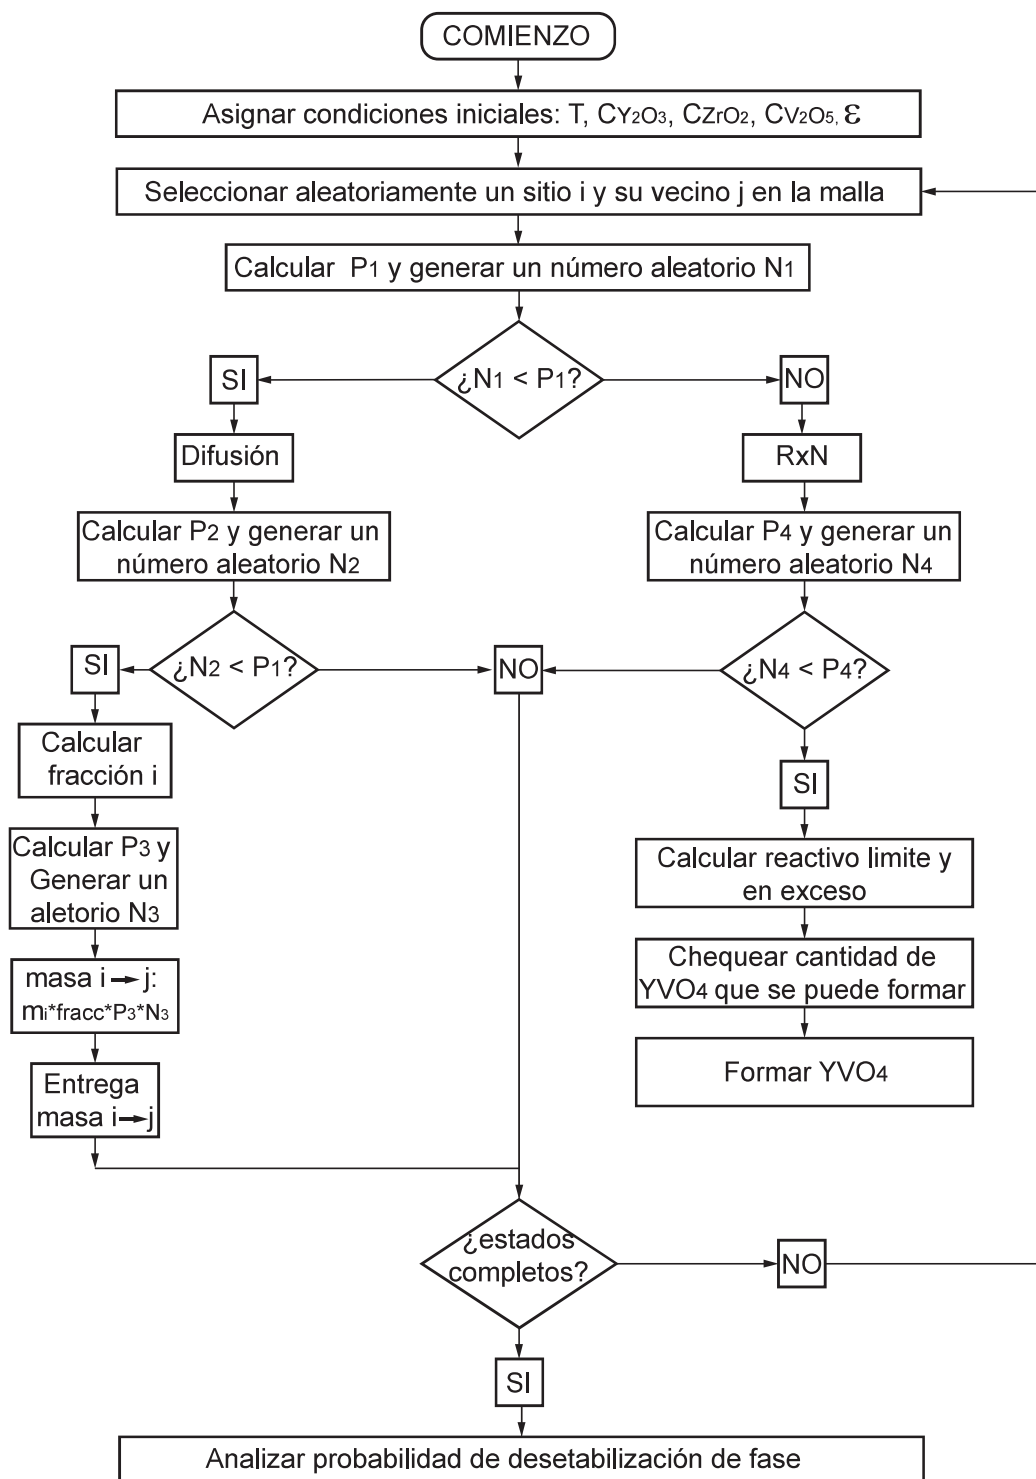 COMIENZO
Asignar condiciones iniciales: T, CY2O3, CZrO2, CV2O5, ε
Seleccionar aleatoriamente un sitio i y su vecino j en la malla
Calcular P1 y generar un número aleatorio N1
¿N1 < P1?
SI
NO
Difusión
RxN
Calcular P2 y generar un
número aleatorio N2
Calcular P4 y generar un
número aleatorio N4
¿N2 < P1?
SI
NO
¿N4 < P4?
Calcular
fracción i
SI
Calcular P3 y
Generar un
aletorio N3
Calcular reactivo limite y
en exceso
masa i → j:
mi*fracc*P3*N3
Chequear cantidad de
YVO4 que se puede formar
Entrega
masa i → j
Formar YVO4
¿estados
completos?
NO
SI
Analizar probabilidad de desetabilización de fase